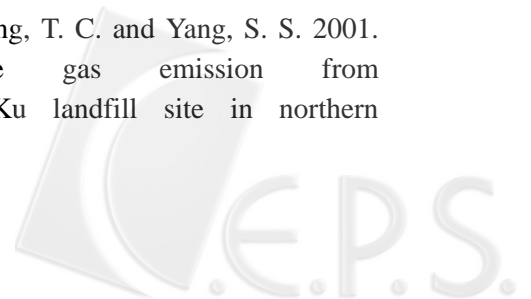 ng, T. C. and Yang, S. S. 2001.
e gas emission from
Ku landfill site in northern
C.E.P.S.